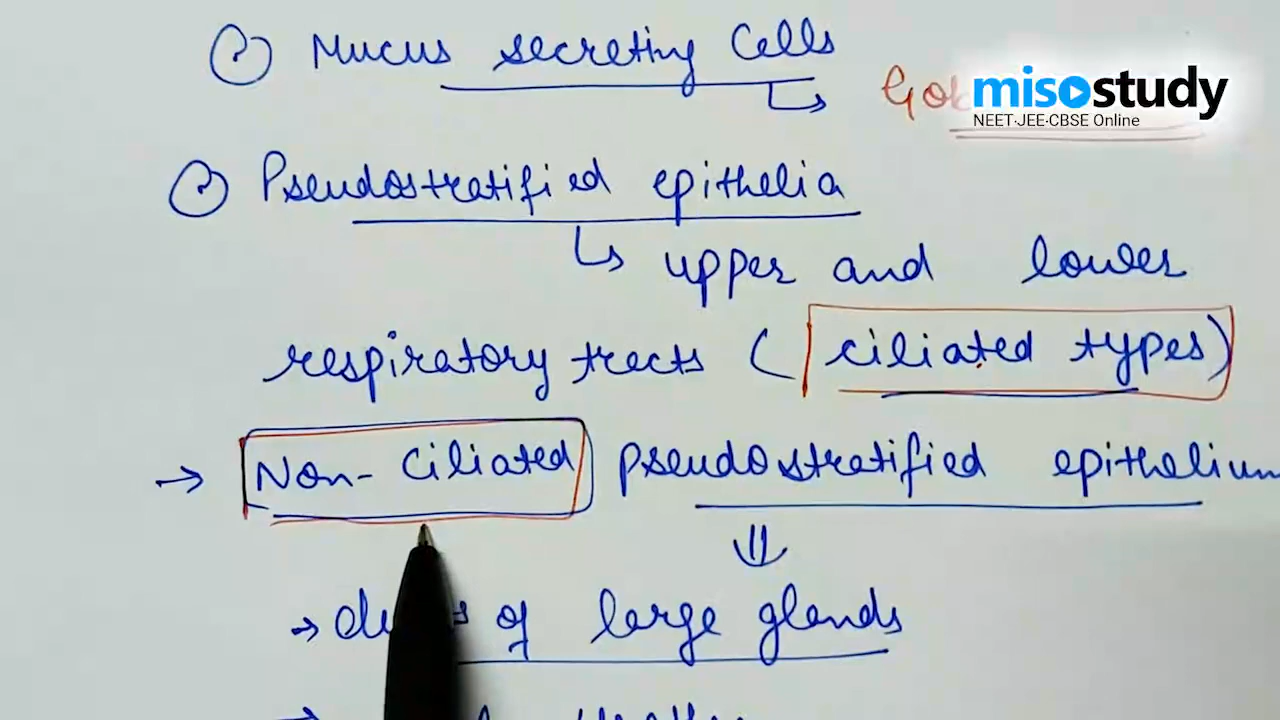 Mucus secreting Cells
misostudy
NEET·JEE·CBSE Online
Pseudostratified epithelia
upper and lower
respiratory tracts ( ciliated types)
Non-Ciliated pseudostratified epithelium
of large glands